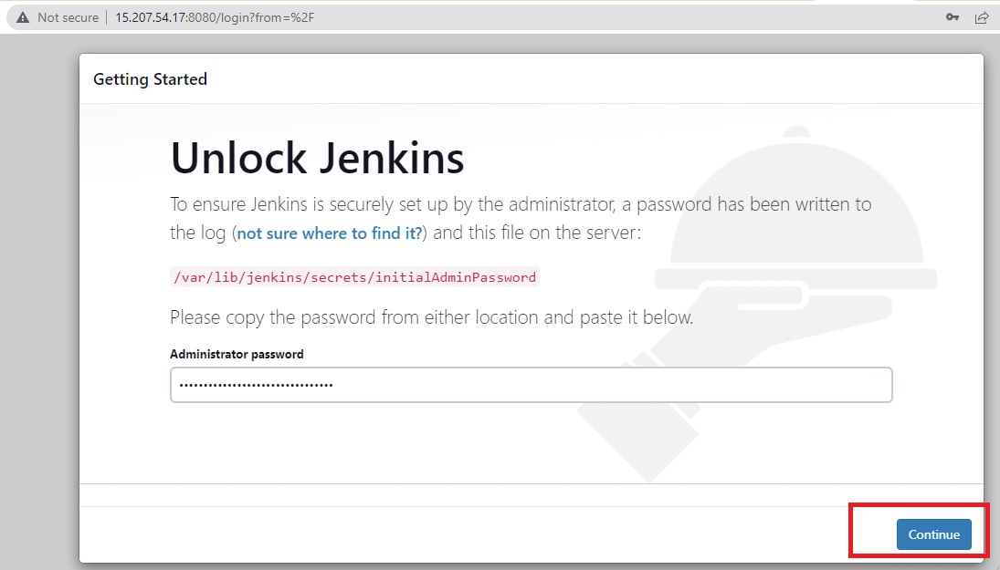 Not secure | 15.207.54.17:8080/login?from=%2F
Getting Started
Unlock Jenkins
To ensure Jenkins is securely set up by the administrator, a password has been written to
the log (not sure where to find it?) and this file on the server:
/var/lib/jenkins/secrets/initialAdminPassword
Please copy the password from either location and paste it below.
Administrator password
••••••••••••••••••••••••••••••••
Continue